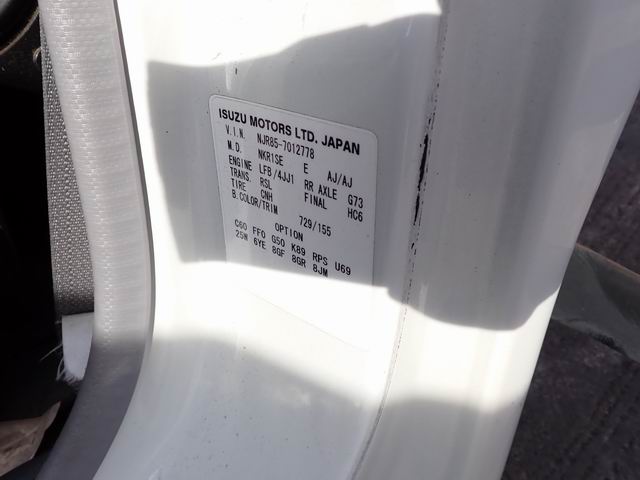 ISUZU MOTORS LTD. JAPAN
V.I.N. NJR85-7012778
M.D. NKR1SE E AJ/AJ
ENGINE LFB/4JJ1 RR AXLE G73
TRANS. RSL FINAL HC6
TIRE CNH
B.COLOR/TRIM 729/155
OPTION
C60 FF0 G50 K89 RPS U69
25W 6YE 8GF 8GR 8JM